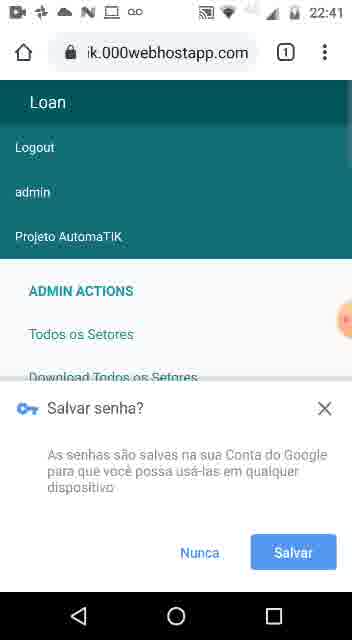 22:41
ik.000webhostapp.com
1
Loan
Logout
admin
Projeto AutomaTIK
ADMIN ACTIONS
Todos os Setores
Download Todos os Setores
Salvar senha?
As senhas são salvas na sua Conta do Google
para que você possa usá-las em qualquer
dispositivo
Nunca
Salvar